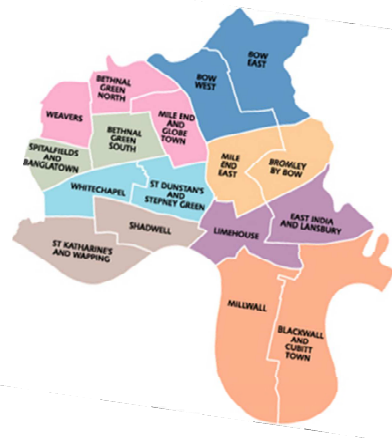 BOW
EAST
BOW
WEST
BETHNAL
GREEN
NORTH
WEAVERS
MILE END
AND
GLOBE
TOWN
BETHNAL
GREEN
SOUTH
SPITALFIELDS
AND
BANGLATOWN
MILE
END
EAST
BROMLEY
BY BOW
WHITECHAPEL
ST DUNSTAN'S
AND
STEPNEY GREEN
EAST INDIA
AND LANSBURY
SHADWELL
LIMEHOUSE
ST KATHARINE'S
AND WAPPING
MILLWALL
BLACKWALL
AND
CUBITT
TOWN